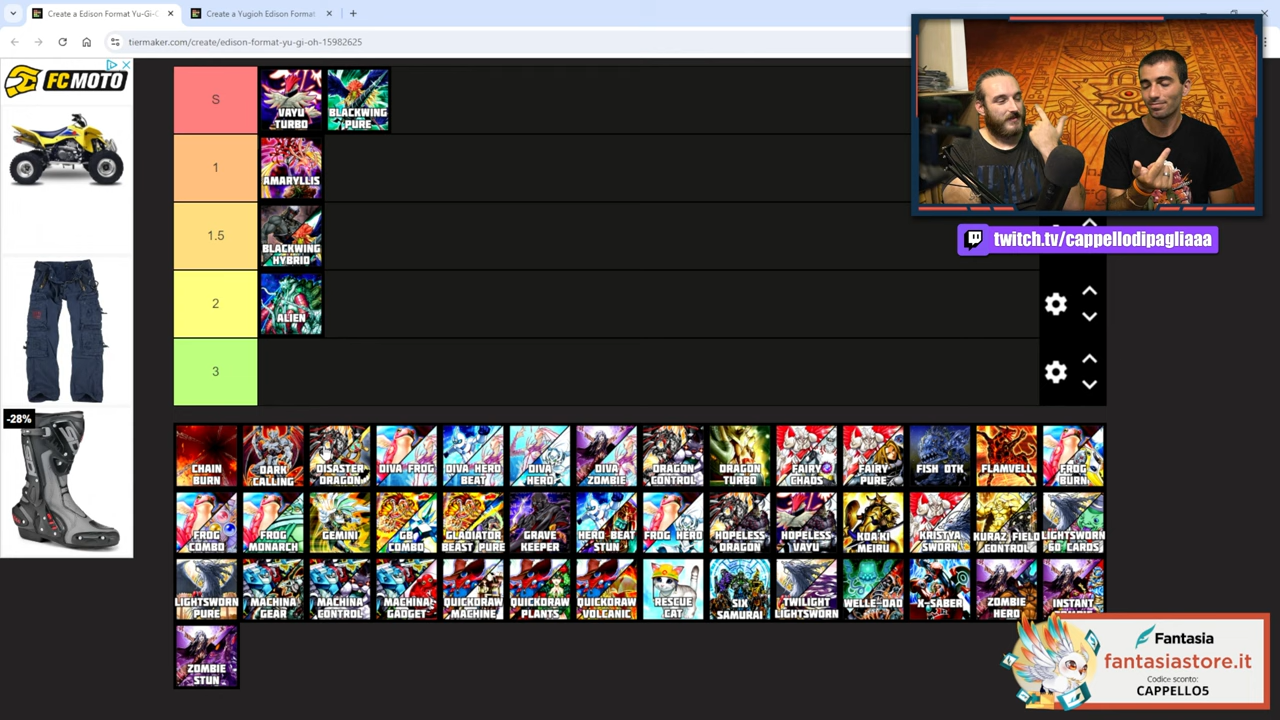 Create a Edison Format Yu-Gi-O
Create a Yugioh Edison Format
tiermaker.com/create/edison-format-yu-gi-oh-15982625
FC MOTO
-28%
S
VAYU TURBO
BLACKWING PURE
1
AMARYLLIS
1.5
BLACKWING HYBRID
2
ALIEN
3
twitch.tv/cappellodipagliaaa
CHAIN BURN
DARK CALLING
DISASTER DRAGON
DIVA FROG
DIVA HERO BEAT
DIVA HERO
DIVA ZOMBIE
DRAGON CONTROL
DRAGON TURBO
FAIRY CHAOS
FAIRY PURE
FISH OTK
FLAMVELL
FROG BURN
FROG COMBO
FROG MONARCH
GEMINI
GB COMBO
GLADIATOR BEAST PURE
GRAVE KEEPER
HERO BEAT STUN
FROG HERO
HOPELESS DRAGON
HOPELESS VAYU
KOA'KI MEIRU
KRISTYA SWORN
KURAZ FIELD CONTROL
LIGHTSWORN 60 CARDS
LIGHTSWORN PURE
MACHINA GEAR
MACHINA CONTROL
MACHINA GADGET
QUICKDRAW MACHINE
QUICKDRAW PLANTS
QUICKDRAW VOLCANIC
RESCUE CAT
SIX SAMURAI
TWILIGHT LIGHTSWORN
WELLE-DAD
X-SABER
ZOMBIE HERO
INSTANT
ZOMBIE STUN
Fantasia
fantasiastore.it
Codice sconto:
CAPPELLO5